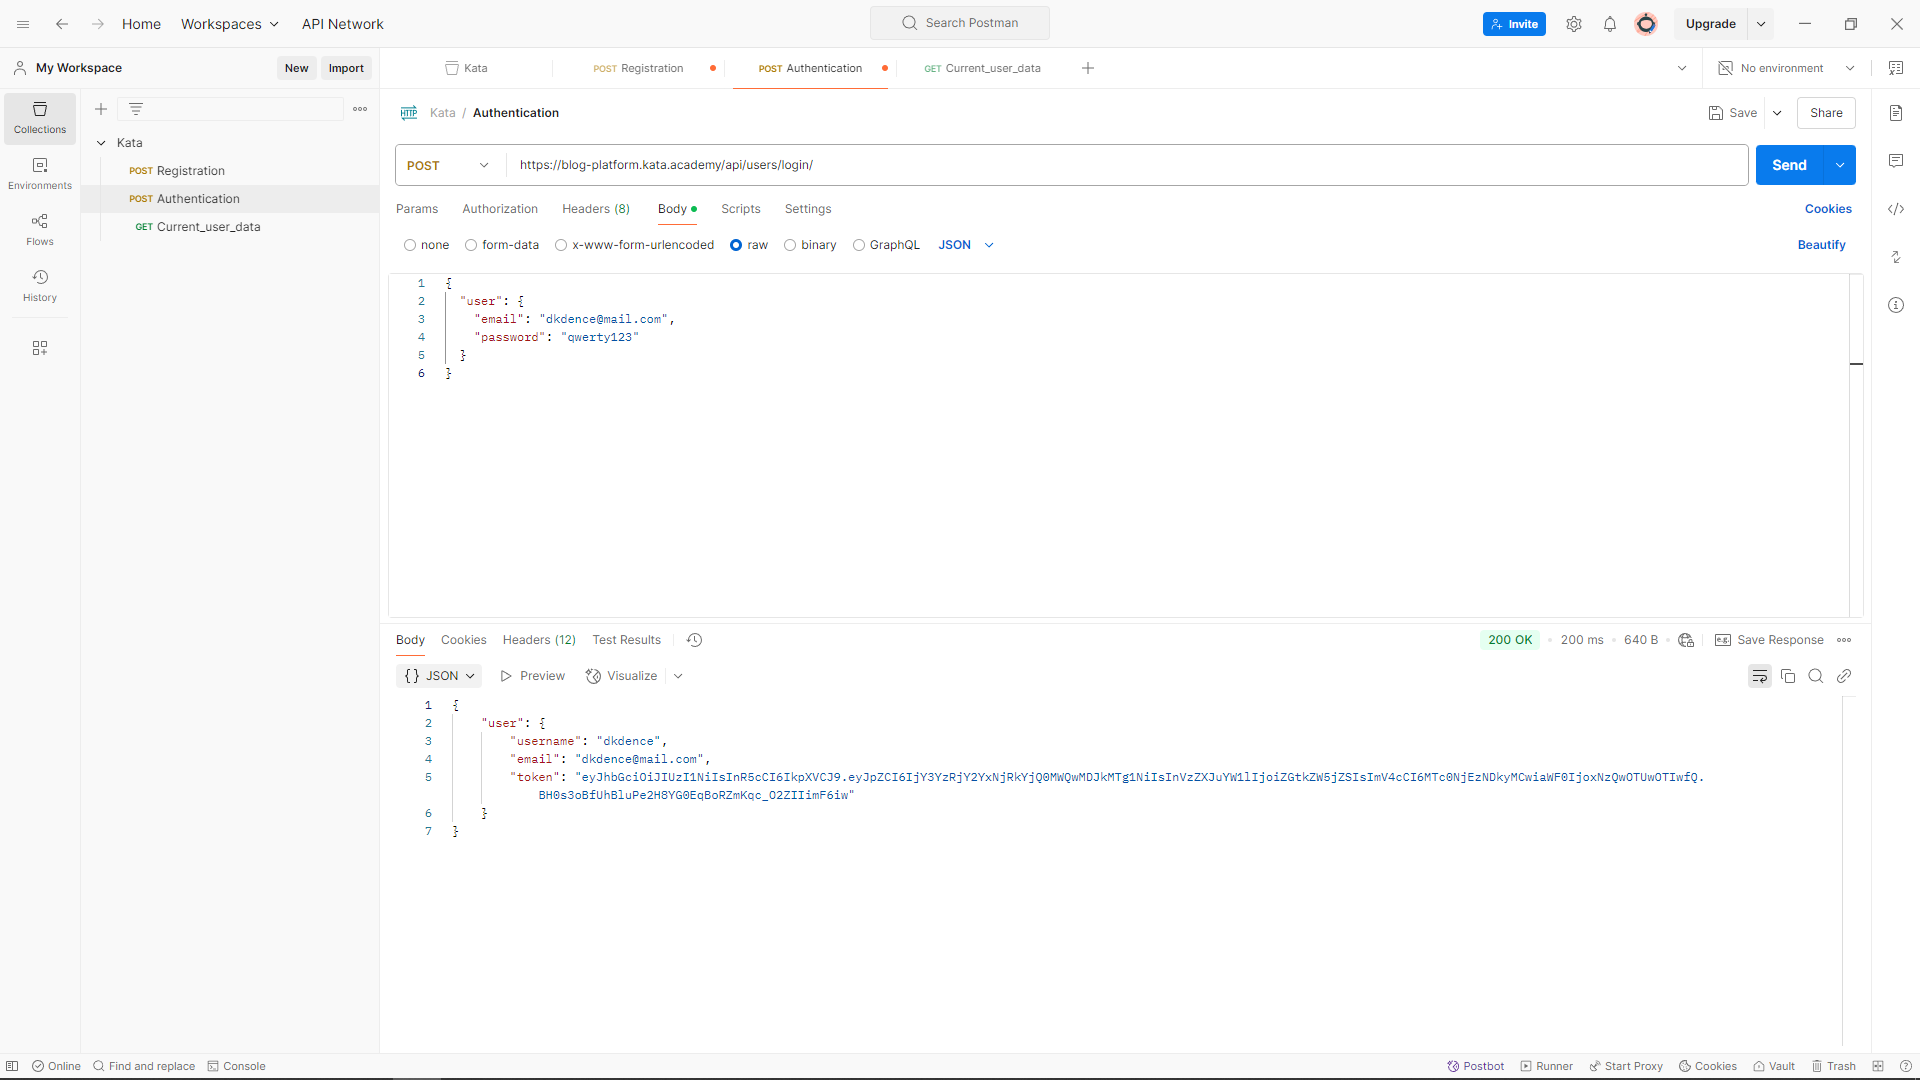 Home Workspaces API Network Search Postman Invite Upgrade
My Workspace New Import Kata POST Registration POST Authentication GET Current_user_data No environment
Collections
Environments
Flows
History
Kata
POST Registration
POST Authentication
GET Current_user_data
HTTP Kata / Authentication Save Share
POST https://blog-platform.kata.academy/api/users/login/ Send
Params Authorization Headers (8) Body Scripts Settings Cookies
none form-data x-www-form-urlencoded raw binary GraphQL JSON Beautify
1 {
2 "user": {
3 "email": "dkdence@mail.com",
4 "password": "qwerty123"
5 }
6 }
Body Cookies Headers (12) Test Results 200 OK 200 ms 640 B e.g. Save Response
{} JSON Preview Visualize
1 {
2 "user": {
3 "username": "dkdence",
4 "email": "dkdence@mail.com",
5 "token": "eyJhbGciOiJIUzI1NiIsInR5cCI6IkpXVCJ9.eyJpZCI6IjY3YzRjY2YxNjRkYjQ0MWQwMDJkMTg1NiIsInVzZXJuYW1lIjoiZGtkZW5jZSIsImV4cCI6MTc0NjEzNDkyMCwiaWF0IjoxNzQwOTUwOTIwfQ.
BH0s3oBfUhBluPe2H8YG0EqBoRZmKqc_O2ZIIimF6iw"
6 }
7 }
Online Find and replace Console Postbot Runner Start Proxy Cookies Vault Trash